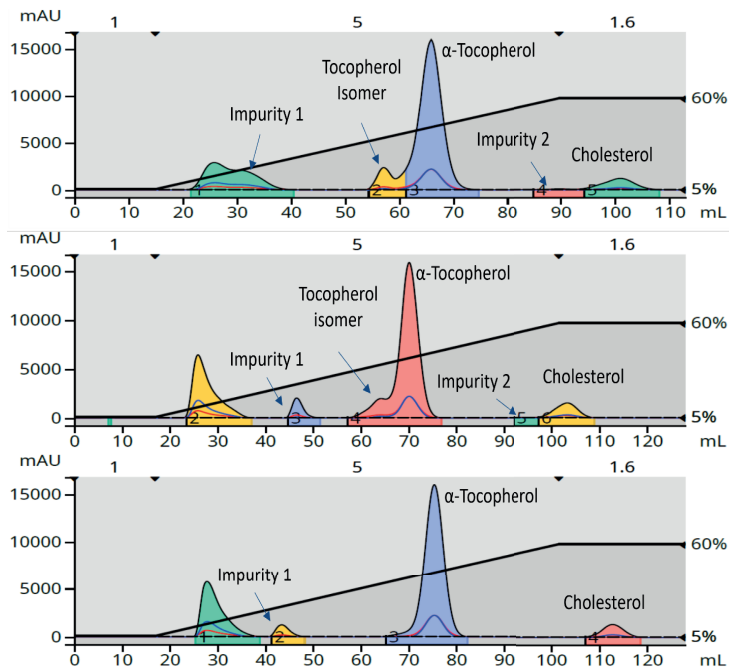 mAU 1 5 1.6
15000
10000
5000
0
Tocopherol
Isomer
α-Tocopherol
Impurity 1
Impurity 2
Cholesterol
1 2 3 4 5
60%
5%
0 10 20 30 40 50 60 70 80 90 100 110 mL
mAU 1 5 1.6
15000
10000
5000
0
Tocopherol
isomer
α-Tocopherol
Impurity 1
Impurity 2
Cholesterol
2 3 4 5 6
60%
5%
0 10 20 30 40 50 60 70 80 90 100 110 120 mL
mAU 1 5 1.6
15000
10000
5000
0
α-Tocopherol
Impurity 1
Cholesterol
1 2 3 4
60%
5%
0 10 20 30 40 50 60 70 80 90 100 110 120 mL